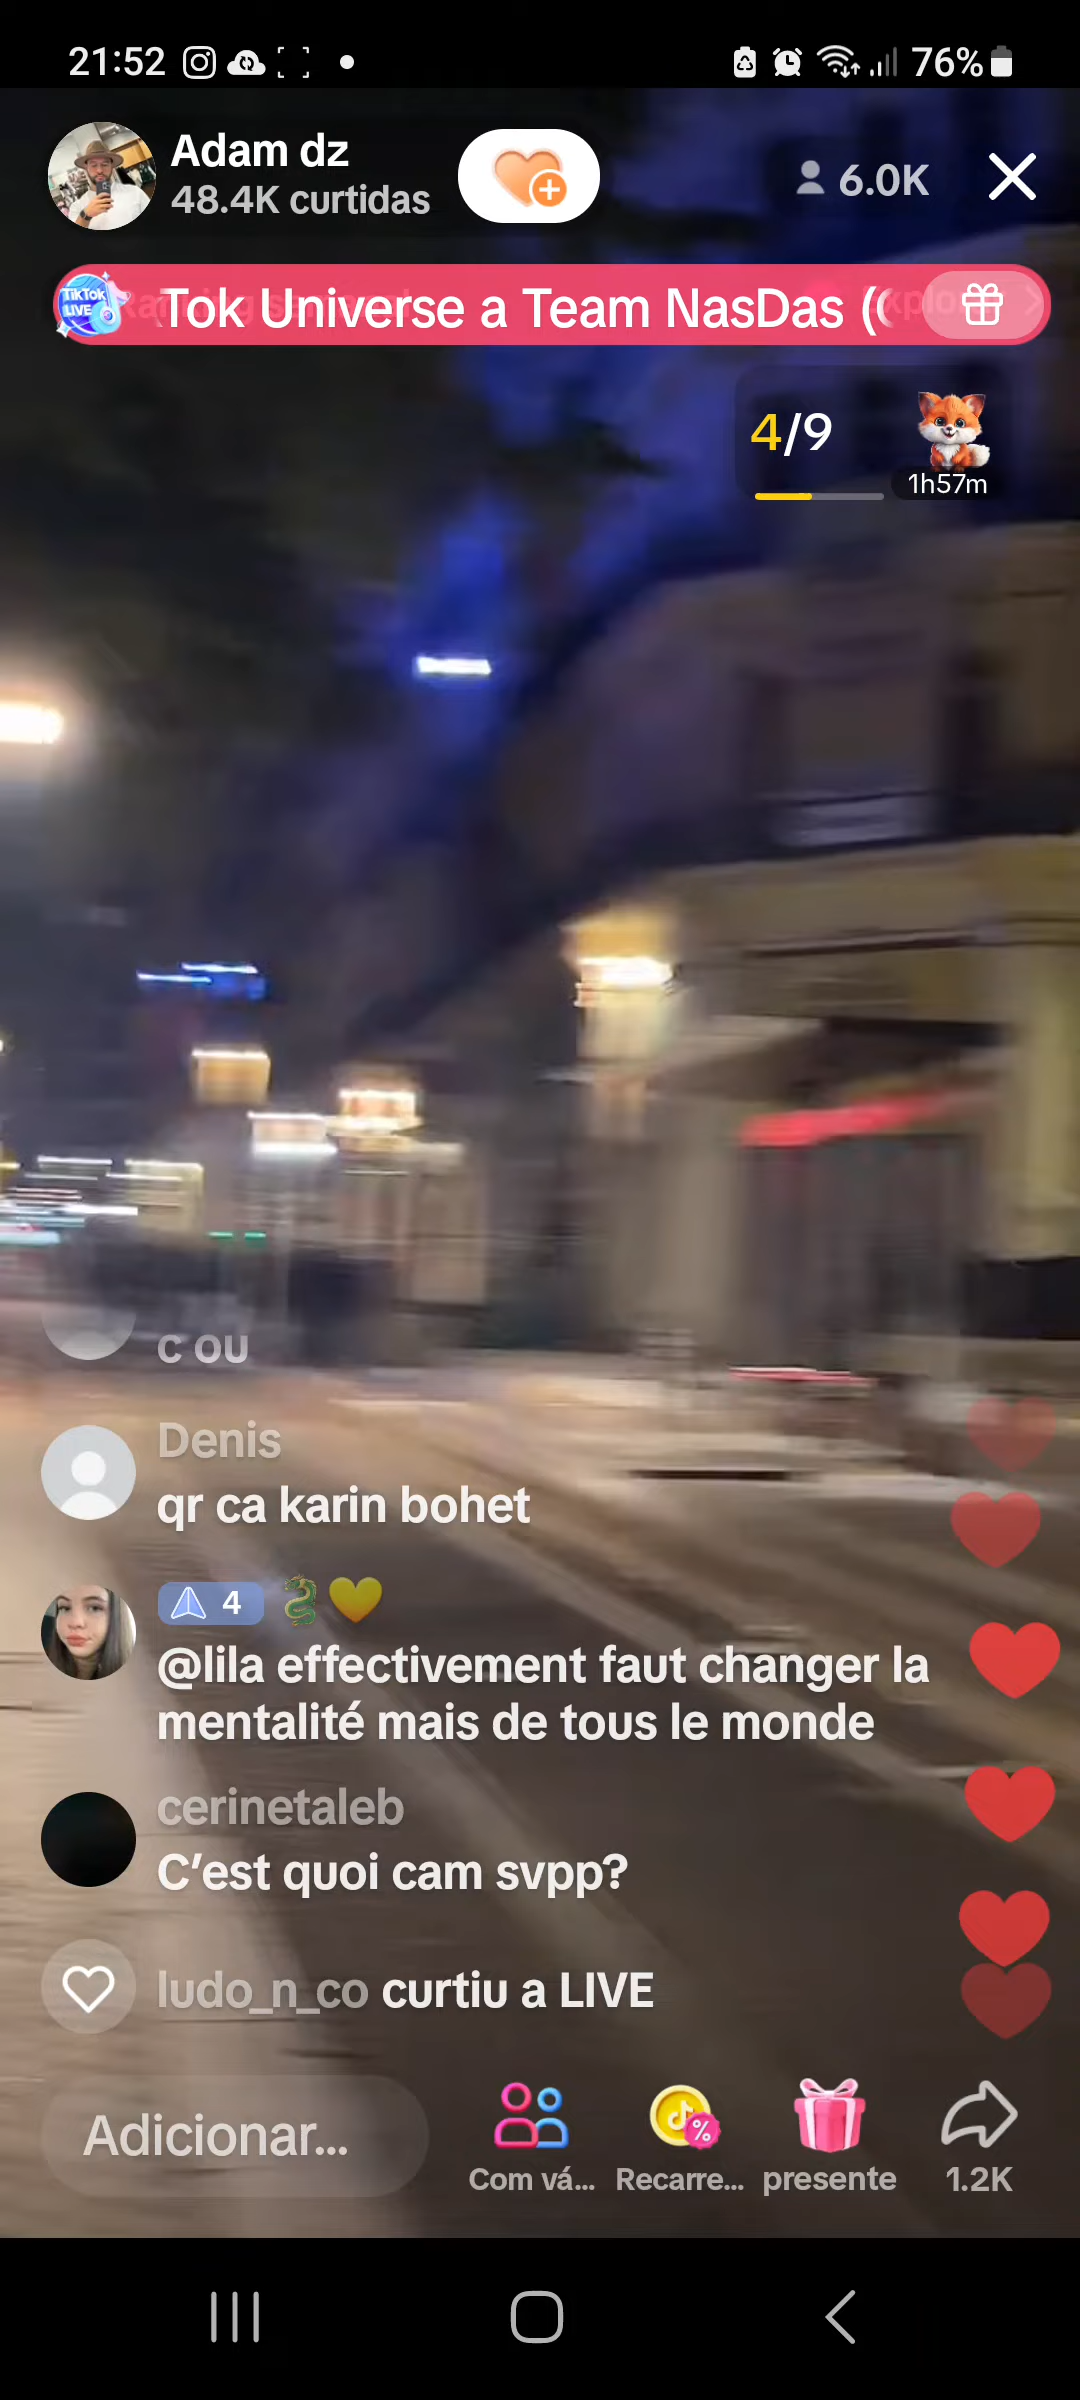 21:52
76%
Adam dz
48.4K curtidas
6.0K
TikTok
LIVE
Tok Universe a Team NasDas (
4/9
1h57m
c ou
Denis
qr ca karin bohet
4
@lila effectivement faut changer la
mentalité mais de tous le monde
cerinetaleb
C'est quoi cam svpp?
ludo_n_co curtiu a LIVE
Adicionar...
Com vá...
Recarre...
presente
1.2K